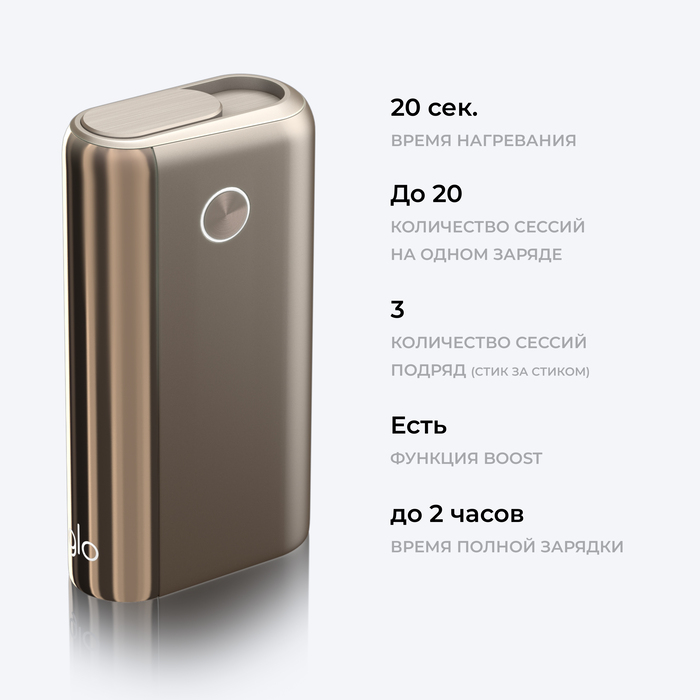 20 сек.
ВРЕМЯ НАГРЕВАНИЯ
До 20
КОЛИЧЕСТВО СЕССИЙ
НА ОДНОМ ЗАРЯДЕ
3
КОЛИЧЕСТВО СЕССИЙ
ПОДРЯД (СТИК ЗА СТИКОМ)
Есть
ФУНКЦИЯ BOOST
до 2 часов
ВРЕМЯ ПОЛНОЙ ЗАРЯДКИ
glo